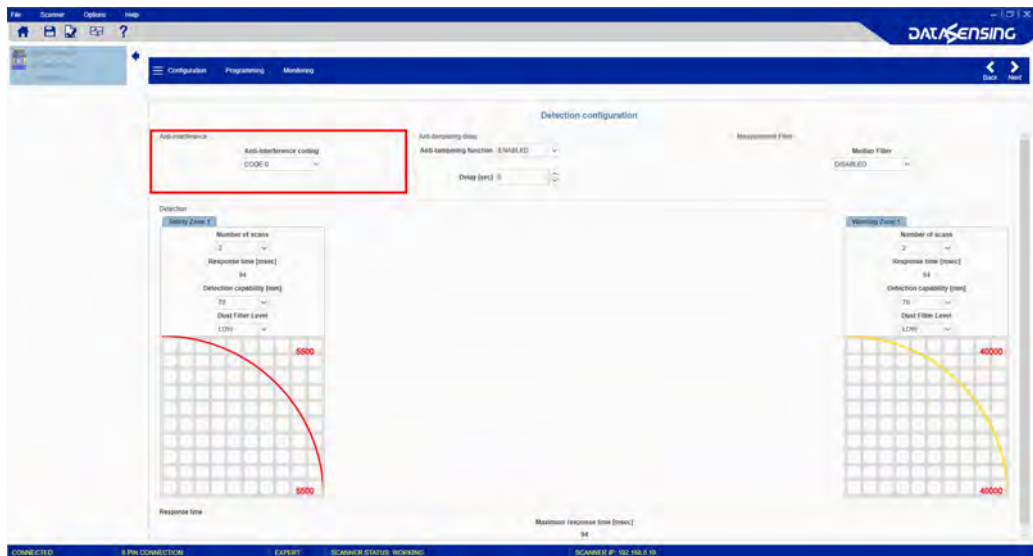 File Scanner Options Help
DATASENSING
Configuration Programming Monitoring
Back Next
Detection configuration
Anti-interference
Anti-interference coding
CODE 0
Anti-tampering delay
Anti-tampering function ENABLED
Delay [sec] 0
Measurement Filter
Median Filter
DISABLED
Detection
Safety Zone 1
Number of scans
2
Response time [msec]
94
Detection capability [mm]
70
Dust Filter Level
LOW
5500
5500
Warning Zone 1
Number of scans
2
Response time [msec]
94
Detection capability [mm]
70
Dust Filter Level
LOW
40000
40000
Response time
Maximum response time [msec]
94
CONNECTED 8 PIN CONNECTION EXPERT SCANNER STATUS: WORKING SCANNER IP: 192.168.0.10